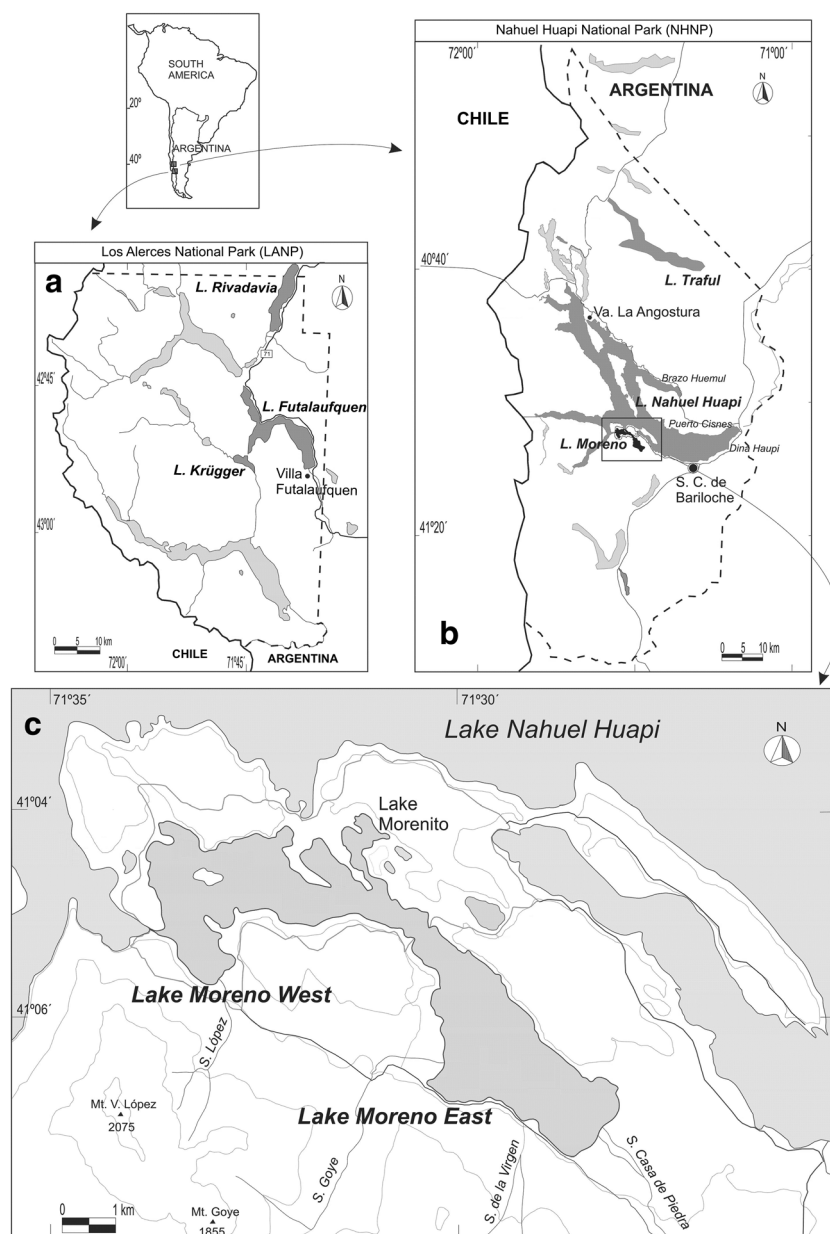 SOUTH
AMERICA
20º
ARGENTINA
40º
Nahuel Huapi National Park (NHNP)
72º00´
71º00´
N
ARGENTINA
CHILE
40º40´
L. Traful
Va. La Angostura
Brazo Huemul
L. Nahuel Huapi
Puerto Cisnes
L. Moreno
Dina Huapi
S. C. de
Bariloche
41º20´
b
0 5 10 km
Los Alerces National Park (LANP)
a
L. Rivadavia
N
71
42º45´
L. Futalaufquen
L. Krügger
Villa
Futalaufquen
43º00´
0 5 10 km
72º00´
CHILE
71º45´
ARGENTINA
71º35´
71º30´
c
Lake Nahuel Huapi
N
41º04´
Lake
Morenito
Lake Moreno West
41º06´
S. López
Mt. V. López
2075
Lake Moreno East
S. Goye
S. de la Virgen
S. Casa de Piedra
0 1 km
Mt. Goye
1855